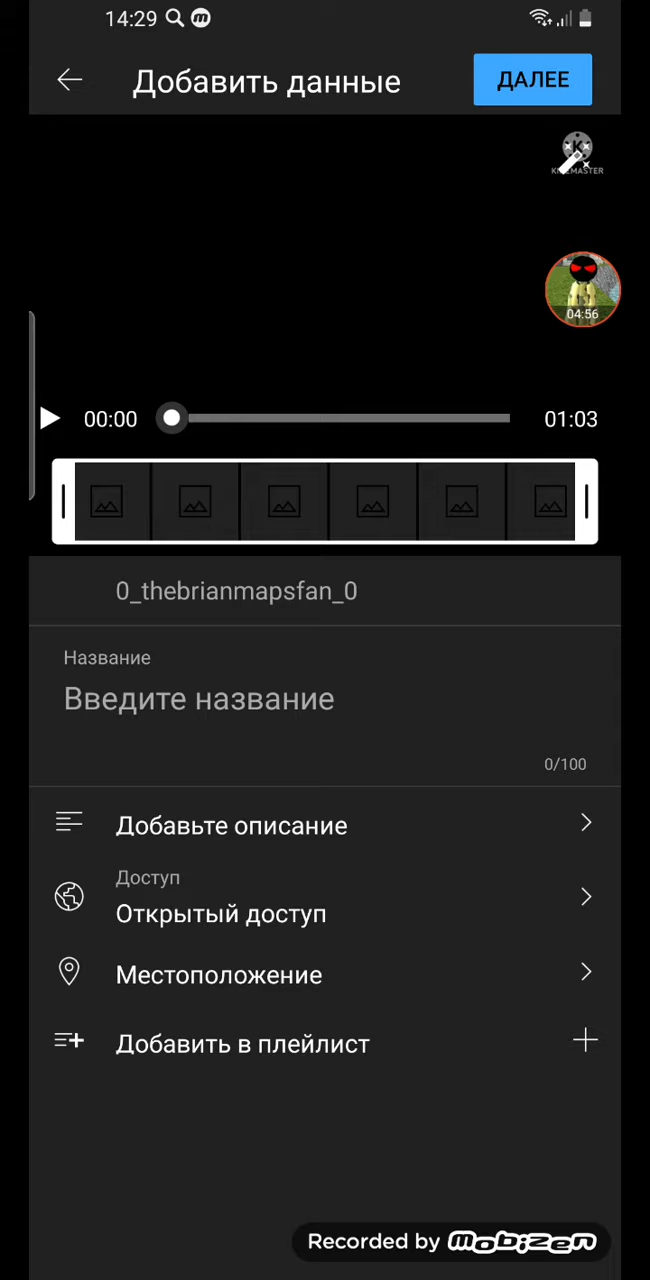 14:29
Добавить данные
ДАЛЕЕ
KINEMASTER
04:56
00:00
01:03
0_thebrianmapsfan_0
Название
Введите название
0/100
Добавьте описание
Доступ
Открытый доступ
Местоположение
Добавить в плейлист
Recorded by mobizen